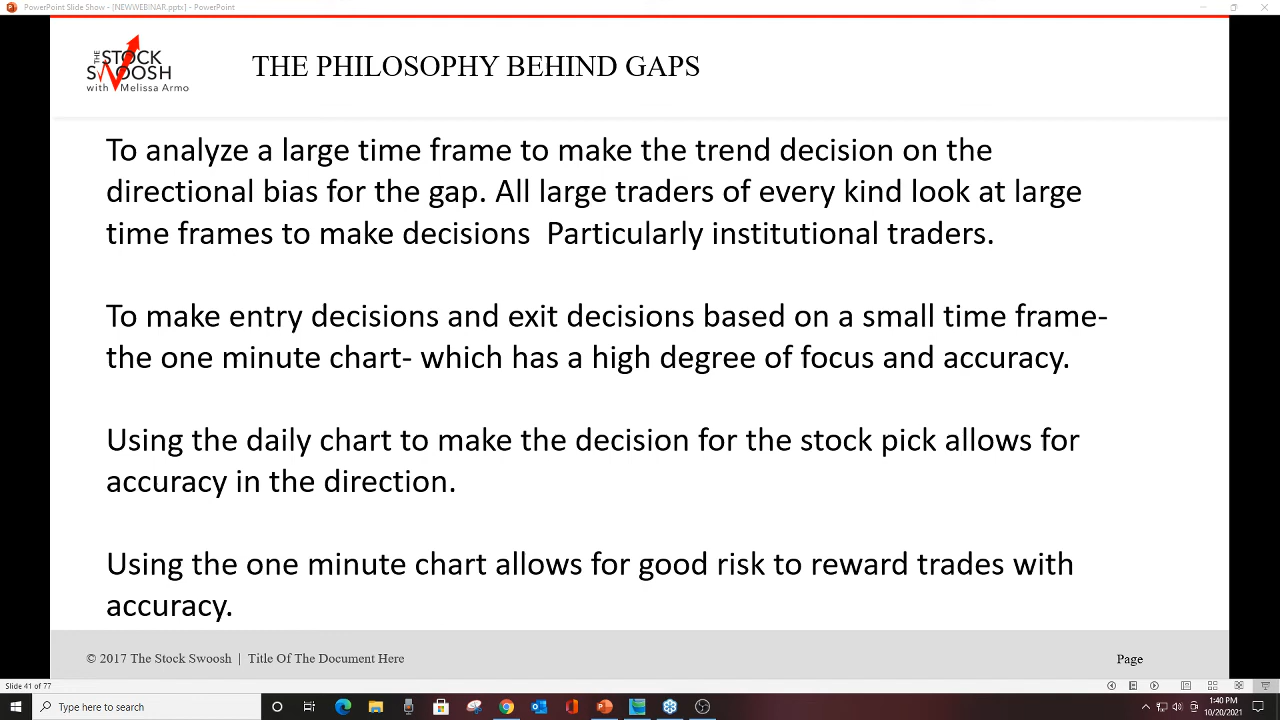 PowerPoint Slide Show - [NEWWEBINAR.pptx] - PowerPoint
THE STOCK
SWOOSH
with Melissa Armo
THE PHILOSOPHY BEHIND GAPS
To analyze a large time frame to make the trend decision on the
directional bias for the gap. All large traders of every kind look at large
time frames to make decisions  Particularly institutional traders.
To make entry decisions and exit decisions based on a small time frame-
the one minute chart- which has a high degree of focus and accuracy.
Using the daily chart to make the decision for the stock pick allows for
accuracy in the direction.
Using the one minute chart allows for good risk to reward trades with
accuracy.
© 2017 The Stock Swoosh | Title Of The Document Here
Page
Slide 41 of 77
Type here to search
1:40 PM
10/20/2021